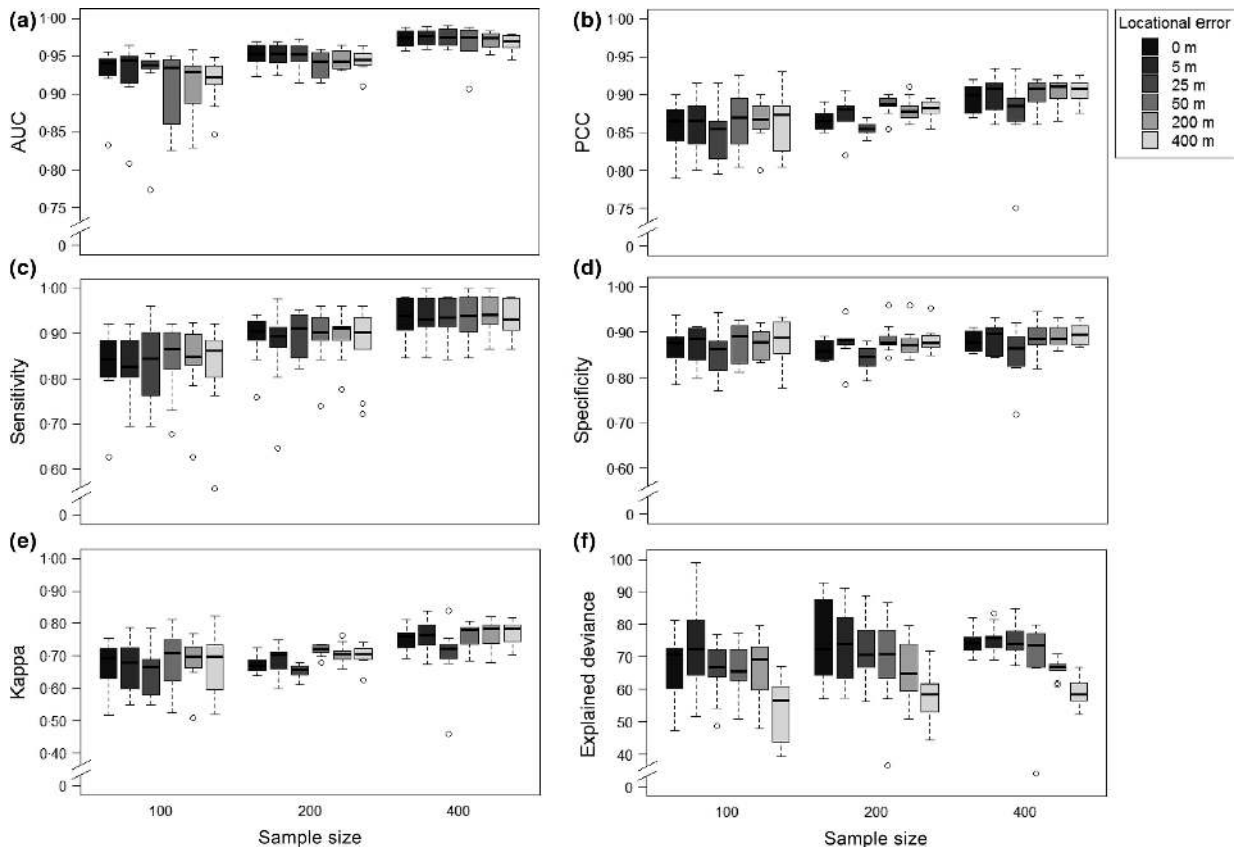 (a)
1·00
0·95
0·90
0·85
0·80
0·75
0
AUC
(b)
1·00
0·95
0·90
0·85
0·80
0·75
0
PCC
Locational error
0 m
5 m
25 m
50 m
200 m
400 m
(c)
1·00
0·90
0·80
0·70
0·60
0
Sensitivity
(d)
1·00
0·90
0·80
0·70
0·60
0
Specificity
(e)
1·00
0·90
0·80
0·70
0·60
0·50
0·40
0
Kappa
100
200
400
Sample size
(f)
100
90
80
70
60
50
40
0
Explained deviance
100
200
400
Sample size